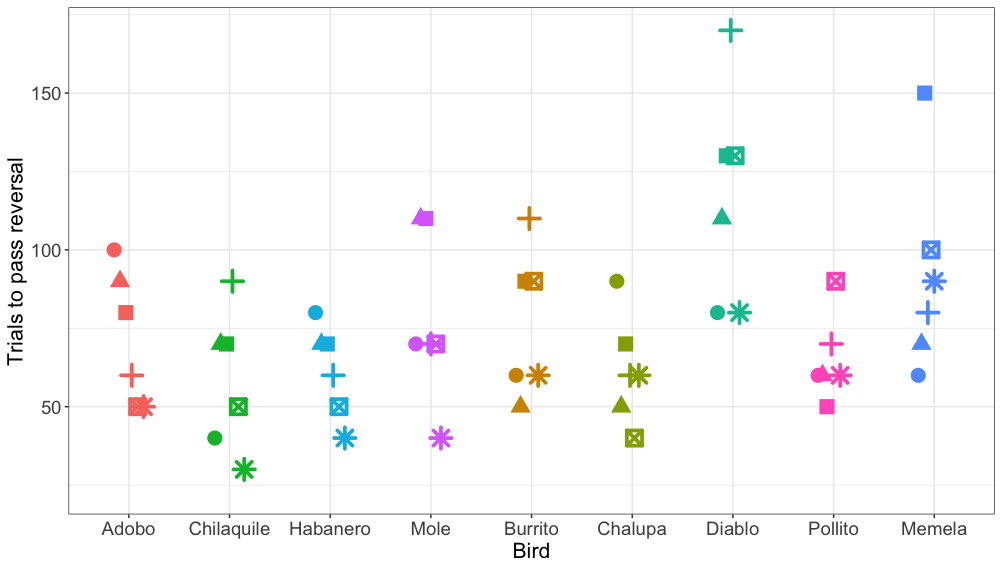 Trials to pass reversal
150
100
50
Adobo Chilaquile Habanero Mole Burrito Chalupa Diablo Pollito Memela
Bird